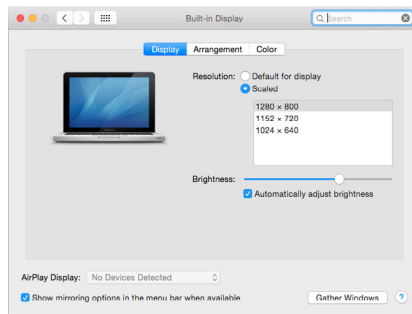 Built-in Display
Search
Display Arrangement Color
Resolution: Default for display
Scaled
1280 × 800
1152 × 720
1024 × 640
Brightness:
Automatically adjust brightness
AirPlay Display: No Devices Detected
Show mirroring options in the menu bar when available
Gather Windows ?